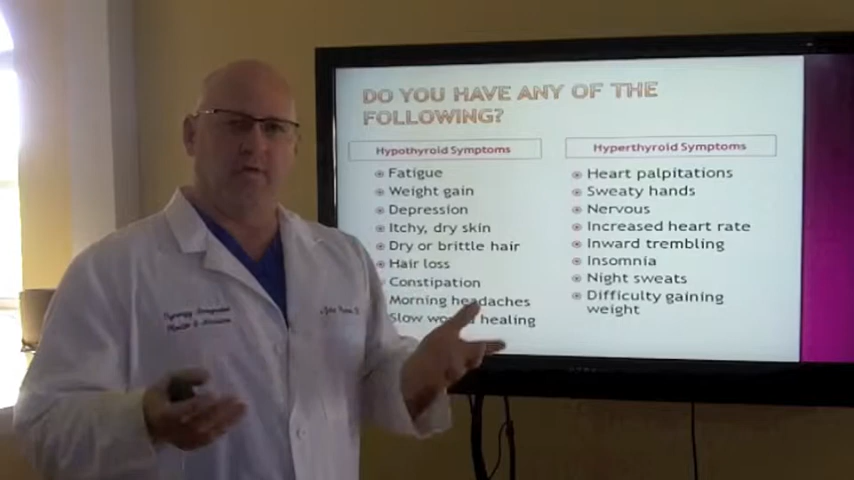 DO YOU HAVE ANY OF THE
FOLLOWING?
Hypothyroid Symptoms
Fatigue
Weight gain
Depression
Itchy, dry skin
Dry or brittle hair
Hair loss
Constipation
Morning headaches
Slow healing
Hyperthyroid Symptoms
Heart palpitations
Sweaty hands
Nervous
Increased heart rate
Inward trembling
Insomnia
Night sweats
Difficulty gaining
weight
Synergy
Health &